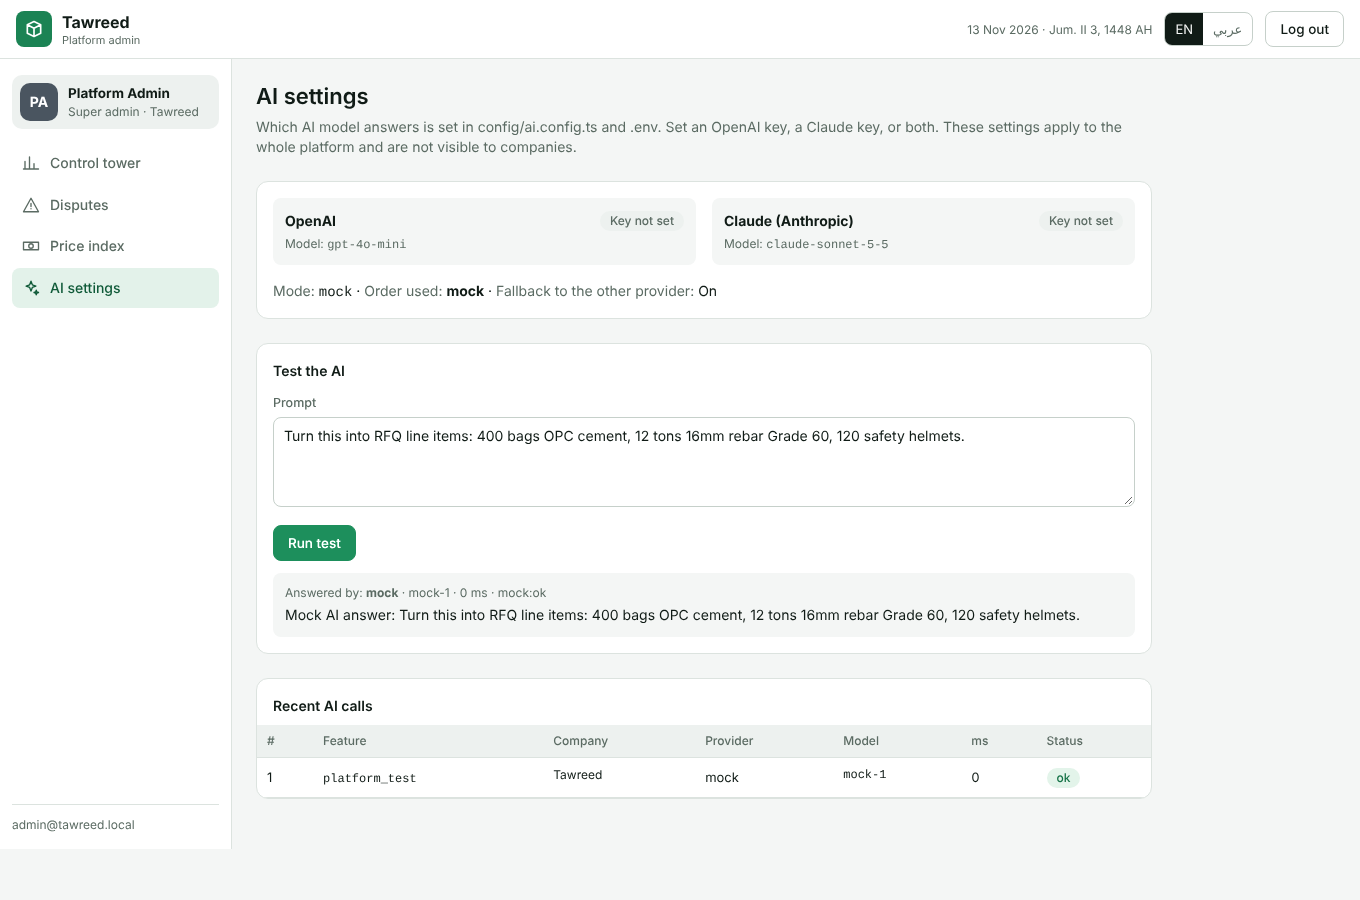 Tawreed
Platform admin
13 Nov 2026 · Jum. II 3, 1448 AH
EN
عربي
Log out
PA
Platform Admin
Super admin · Tawreed
Control tower
Disputes
Price index
AI settings
admin@tawreed.local
AI settings
Which AI model answers is set in config/ai.config.ts and .env. Set an OpenAI key, a Claude key, or both. These settings apply to the
whole platform and are not visible to companies.
OpenAI
Key not set
Model: gpt-4o-mini
Claude (Anthropic)
Key not set
Model: claude-sonnet-5-5
Mode: mock · Order used: mock · Fallback to the other provider: On
Test the AI
Prompt
Turn this into RFQ line items: 400 bags OPC cement, 12 tons 16mm rebar Grade 60, 120 safety helmets.
Run test
Answered by: mock · mock-1 · 0 ms · mock:ok
Mock AI answer: Turn this into RFQ line items: 400 bags OPC cement, 12 tons 16mm rebar Grade 60, 120 safety helmets.
Recent AI calls
# Feature Company Provider Model ms Status
1 platform_test Tawreed mock mock-1 0 ok